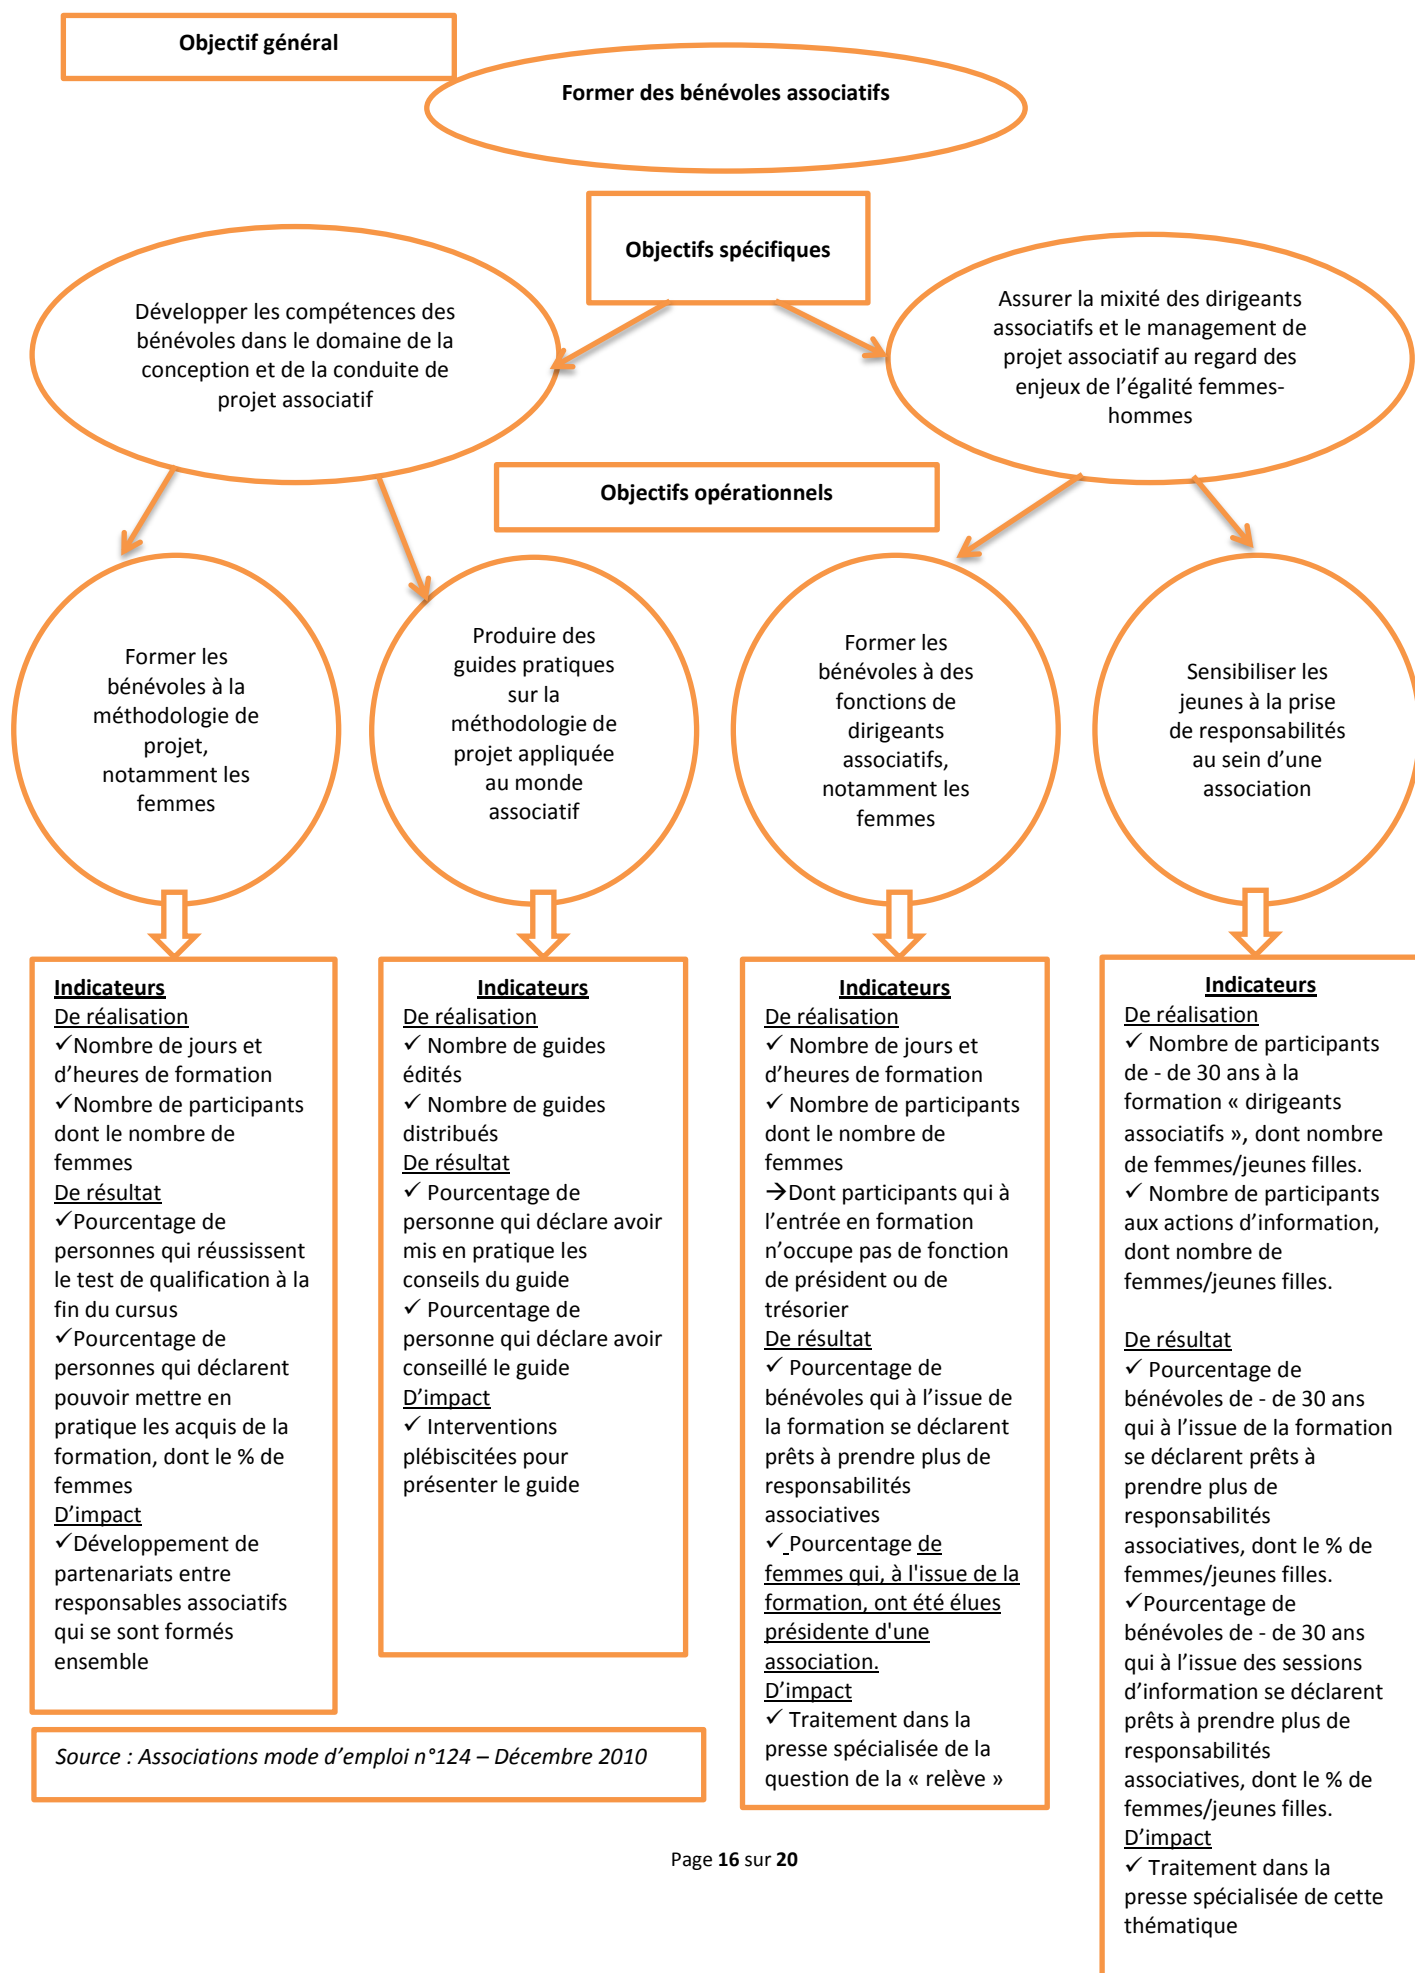 Objectif général
Former des bénévoles associatifs
Objectifs spécifiques
Développer les compétences des
bénévoles dans le domaine de la
conception et de la conduite de
projet associatif
Assurer la mixité des dirigeants
associatifs et le management de
projet associatif au regard des
enjeux de l’égalité femmes-
hommes
Objectifs opérationnels
Former les
bénévoles à la
méthodologie de
projet,
notamment les
femmes
Produire des
guides pratiques
sur la
méthodologie de
projet appliquée
au monde
associatif
Former les
bénévoles à des
fonctions de
dirigeants
associatifs,
notamment les
femmes
Sensibiliser les
jeunes à la prise
de responsabilités
au sein d’une
association
Indicateurs
De réalisation
✓Nombre de jours et
d’heures de formation
✓Nombre de participants
dont le nombre de
femmes
De résultat
✓Pourcentage de
personnes qui réussissent
le test de qualification à la
fin du cursus
✓Pourcentage de
personnes qui déclarent
pouvoir mettre en
pratique les acquis de la
formation, dont le % de
femmes
D’impact
✓Développement de
partenariats entre
responsables associatifs
qui se sont formés
ensemble
Indicateurs
De réalisation
✓ Nombre de guides
édités
✓ Nombre de guides
distribués
De résultat
✓ Pourcentage de
personne qui déclare avoir
mis en pratique les
conseils du guide
✓ Pourcentage de
personne qui déclare avoir
conseillé le guide
D’impact
✓ Interventions
plébiscitées pour
présenter le guide
Indicateurs
De réalisation
✓ Nombre de jours et
d’heures de formation
✓ Nombre de participants
dont le nombre de
femmes
→Dont participants qui à
l’entrée en formation
n’occupe pas de fonction
de président ou de
trésorier
De résultat
✓ Pourcentage de
bénévoles qui à l’issue de
la formation se déclarent
prêts à prendre plus de
responsabilités
associatives
✓ Pourcentage de
femmes qui, à l'issue de la
formation, ont été élues
présidente d'une
association.
D’impact
✓ Traitement dans la
presse spécialisée de la
question de la « relève »
Indicateurs
De réalisation
✓ Nombre de participants
de - de 30 ans à la
formation « dirigeants
associatifs », dont nombre
de femmes/jeunes filles.
✓ Nombre de participants
aux actions d’information,
dont nombre de
femmes/jeunes filles.
De résultat
✓ Pourcentage de
bénévoles de - de 30 ans
qui à l’issue de la formation
se déclarent prêts à
prendre plus de
responsabilités
associatives, dont le % de
femmes/jeunes filles.
✓Pourcentage de
bénévoles de - de 30 ans
qui à l’issue des sessions
d’information se déclarent
prêts à prendre plus de
responsabilités
associatives, dont le % de
femmes/jeunes filles.
D’impact
✓ Traitement dans la
presse spécialisée de cette
thématique
Source : Associations mode d’emploi n°124 – Décembre 2010
Page 16 sur 20